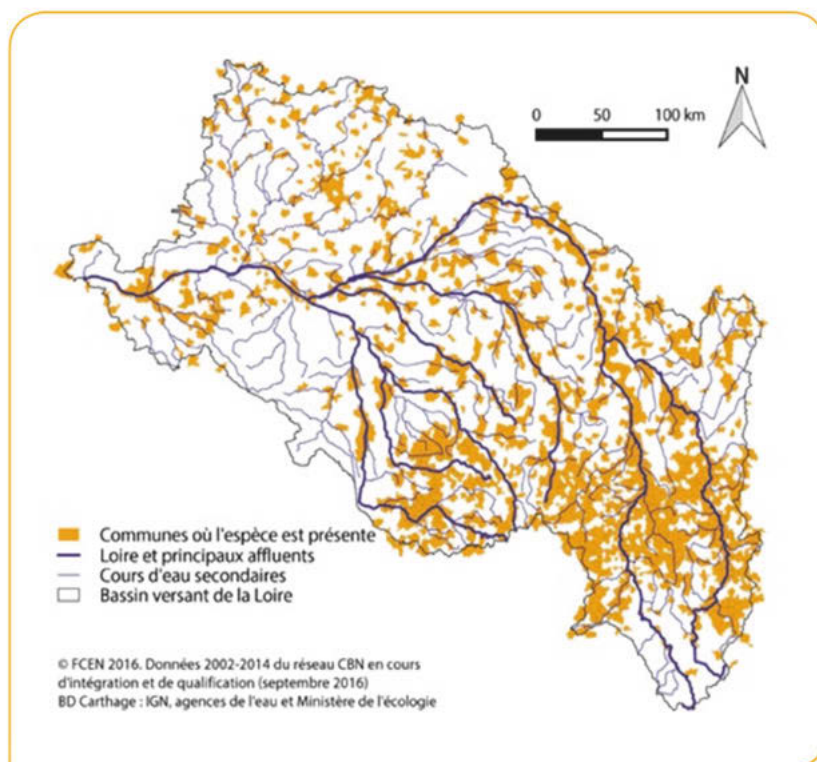 N
0 50 100 km
Communes où l'espèce est présente
Loire et principaux affluents
Cours d'eau secondaires
Bassin versant de la Loire
© FCEN 2016. Données 2002-2014 du réseau CBN en cours
d'intégration et de qualification (septembre 2016)
BD Carthage : IGN, agences de l'eau et Ministère de l'écologie